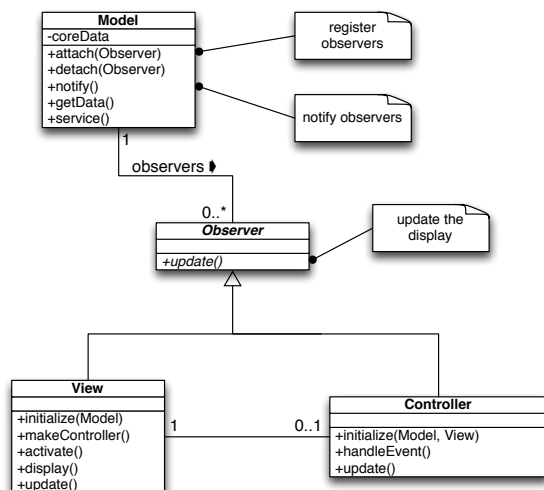 Model
-coreData
+attach(Observer)
+detach(Observer)
+notify()
+getData()
+service()
register
observers
notify observers
1
observers
0..*
Observer
+update()
update the
display
View
+initialize(Model)
+makeController()
+activate()
+display()
+update()
1
0..1
Controller
+initialize(Model, View)
+handleEvent()
+update()